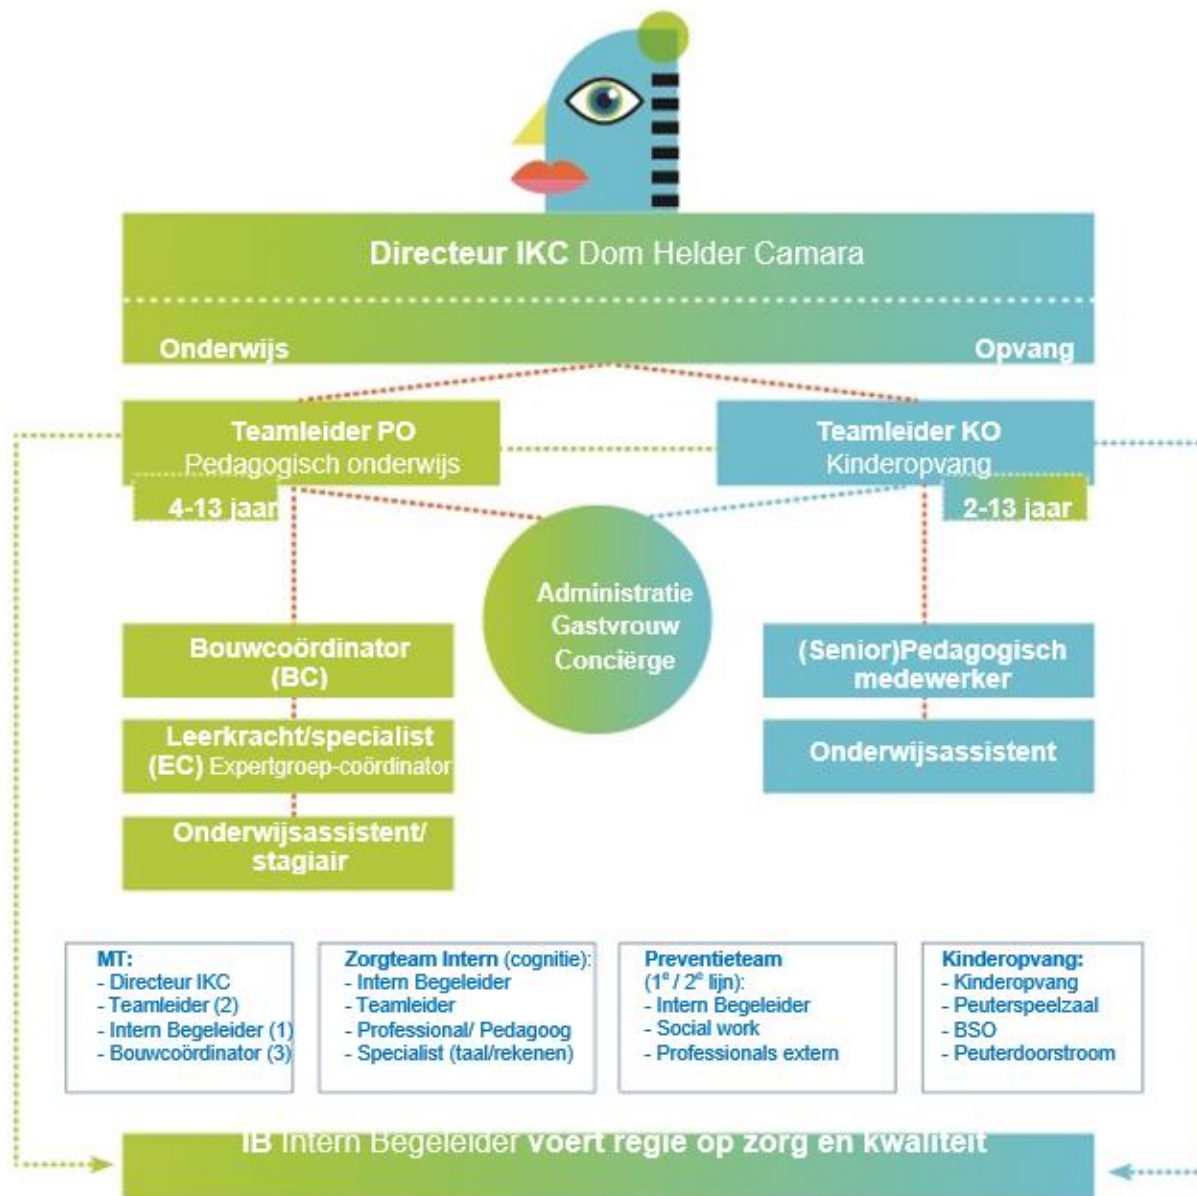 Directeur IKC Dom Helder Camara
Onderwijs
Opvang
Teamleider PO
Pedagogisch onderwijs
4-13 jaar
Teamleider KO
Kinderopvang
2-13 jaar
Administratie
Gastvrouw
Conciërge
Bouwcoördinator
(BC)
Leerkracht/specialist
(EC) Expertgroep-coördinator
Onderwijsassistent/
stagiair
(Senior)Pedagogisch
medewerker
Onderwijsassistent
MT:
- Directeur IKC
- Teamleider (2)
- Intern Begeleider (1)
- Bouwcoördinator (3)
Zorgteam Intern (cognitie):
- Intern Begeleider
- Teamleider
- Professional/ Pedagoog
- Specialist (taal/rekenen)
Preventieteam
(1e / 2e lijn):
- Intern Begeleider
- Social work
- Professionals extern
Kinderopvang:
- Kinderopvang
- Peuterspeelzaal
- BSO
- Peuterdoorstroom
IB Intern Begeleider voert regie op zorg en kwaliteit